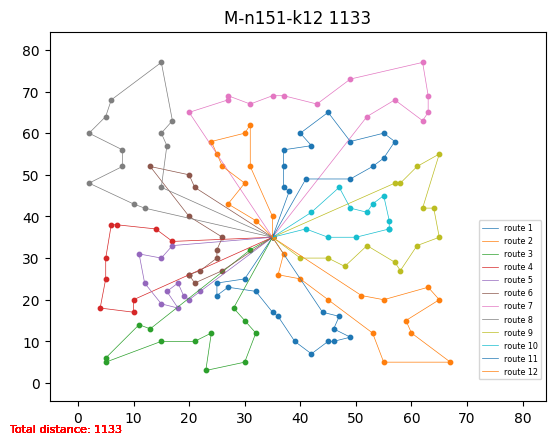 M-n151-k12 1133
80
70
60
50
40
30
20
10
0
0 10 20 30 40 50 60 70 80
route 1
route 2
route 3
route 4
route 5
route 6
route 7
route 8
route 9
route 10
route 11
route 12
Total distance: 1133